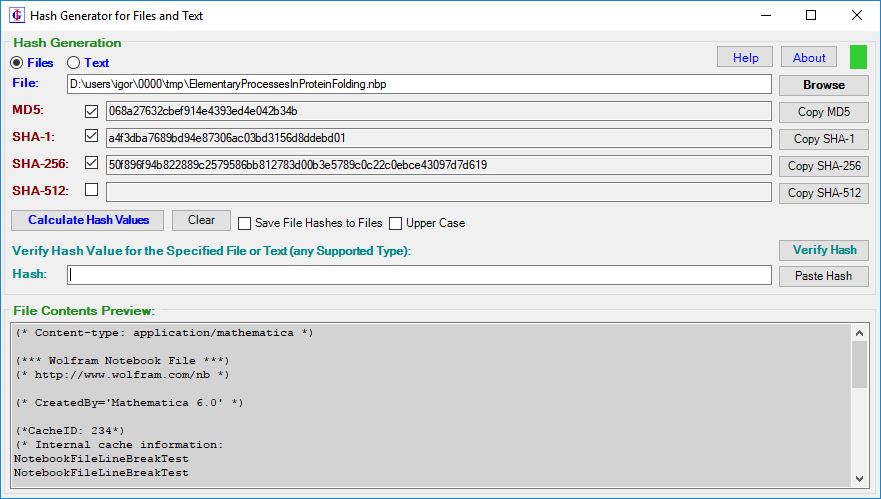 Hash Generator for Files and Text
Hash Generation
Files Text Help About
File: D:\users\igor\0000\tmp\ElementaryProcessesInProteinFolding.nbp Browse
MD5: 068a27632cbef914e4393ed4e042b34b Copy MD5
SHA-1: a4f3dba7689bd94e87306ac03bd3156d8ddebd01 Copy SHA-1
SHA-256: 50f896f94b822889c2579586bb812783d00b3e5789c0c22c0ebce43097d7d619 Copy SHA-256
SHA-512: Copy SHA-512
Calculate Hash Values Clear Save File Hashes to Files Upper Case
Verify Hash Value for the Specified File or Text (any Supported Type): Verify Hash
Hash: Paste Hash
File Contents Preview:
(* Content-type: application/mathematica *)
(*** Wolfram Notebook File ***)
(* http://www.wolfram.com/nb *)
(* CreatedBy='Mathematica 6.0' *)
(*CacheID: 234*)
(* Internal cache information:
NotebookFileLineBreakTest
NotebookFileLineBreakTest